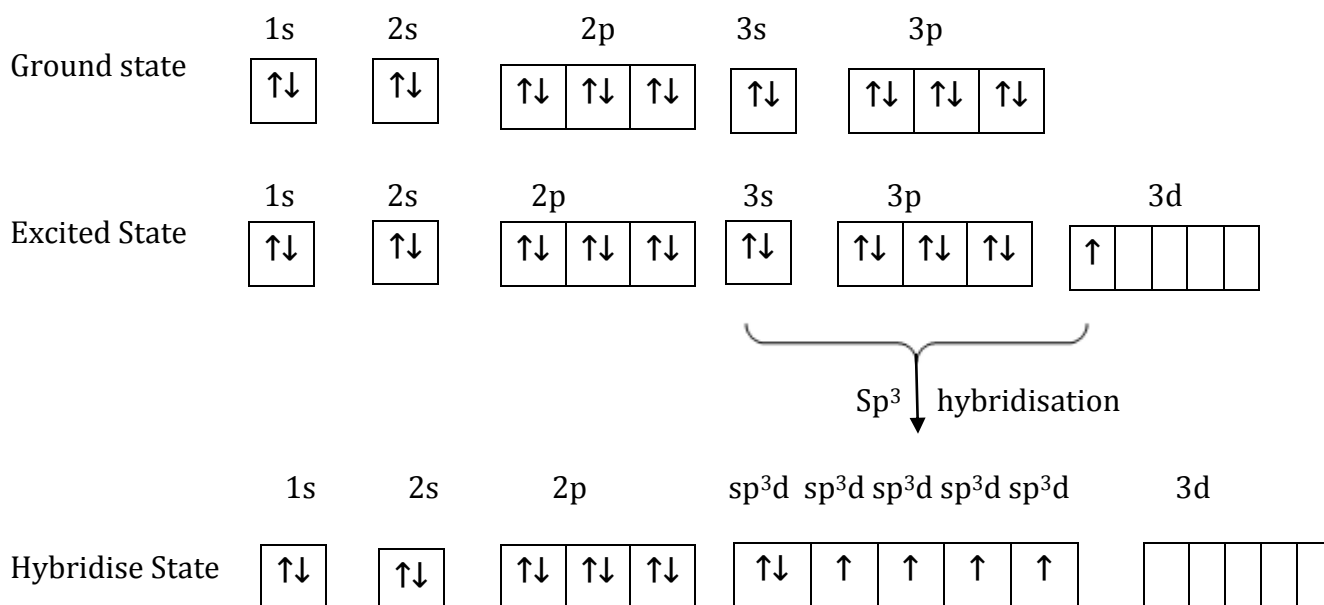 1s 2s 2p 3s 3p
Ground state ↑↓ ↑↓ ↑↓ ↑↓ ↑↓ ↑↓ ↑↓ ↑↓ ↑↓
1s 2s 2p 3s 3p 3d
Excited State ↑↓ ↑↓ ↑↓ ↑↓ ↑↓ ↑↓ ↑↓ ↑↓ ↑↓ ↑
Sp³ hybridisation
1s 2s 2p sp³d sp³d sp³d sp³d sp³d 3d
Hybridise State ↑↓ ↑↓ ↑↓ ↑↓ ↑↓ ↑↓ ↑ ↑ ↑ ↑